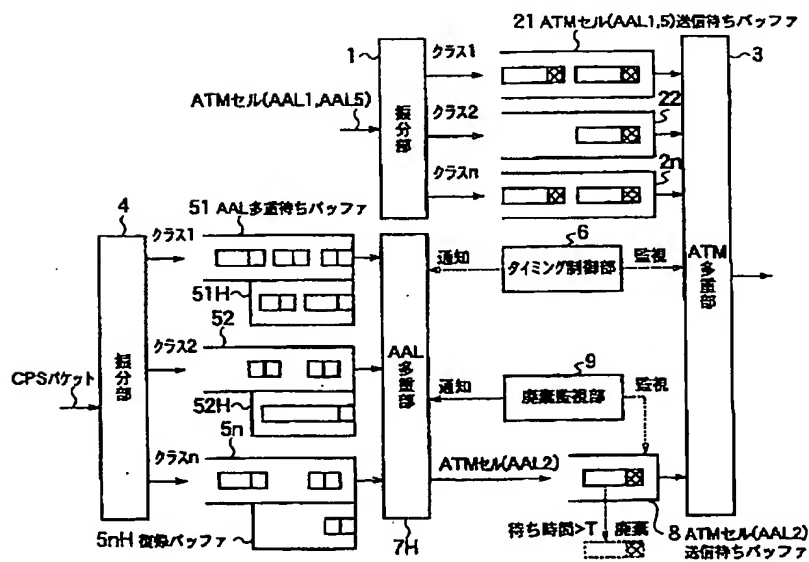 21 ATMセル(AAL1,5)送信待ちバッファ
1
3
クラス1
ATMセル(AAL1,AAL5)
振分部
クラス2
22
クラスn
2n
51 AAL多重待ちバッファ
4
クラス1
6
通知
タイミング制御部
監視
ATM多重部
51H
52
クラス2
AAL多重部
9
CPSパケット
振分部
通知
廃棄監視部
監視
52H
5n
クラスn
ATMセル(AAL2)
待ち時間>T 廃棄
8 ATMセル(AAL2)
送信待ちバッファ
5nH 複製バッファ
7H